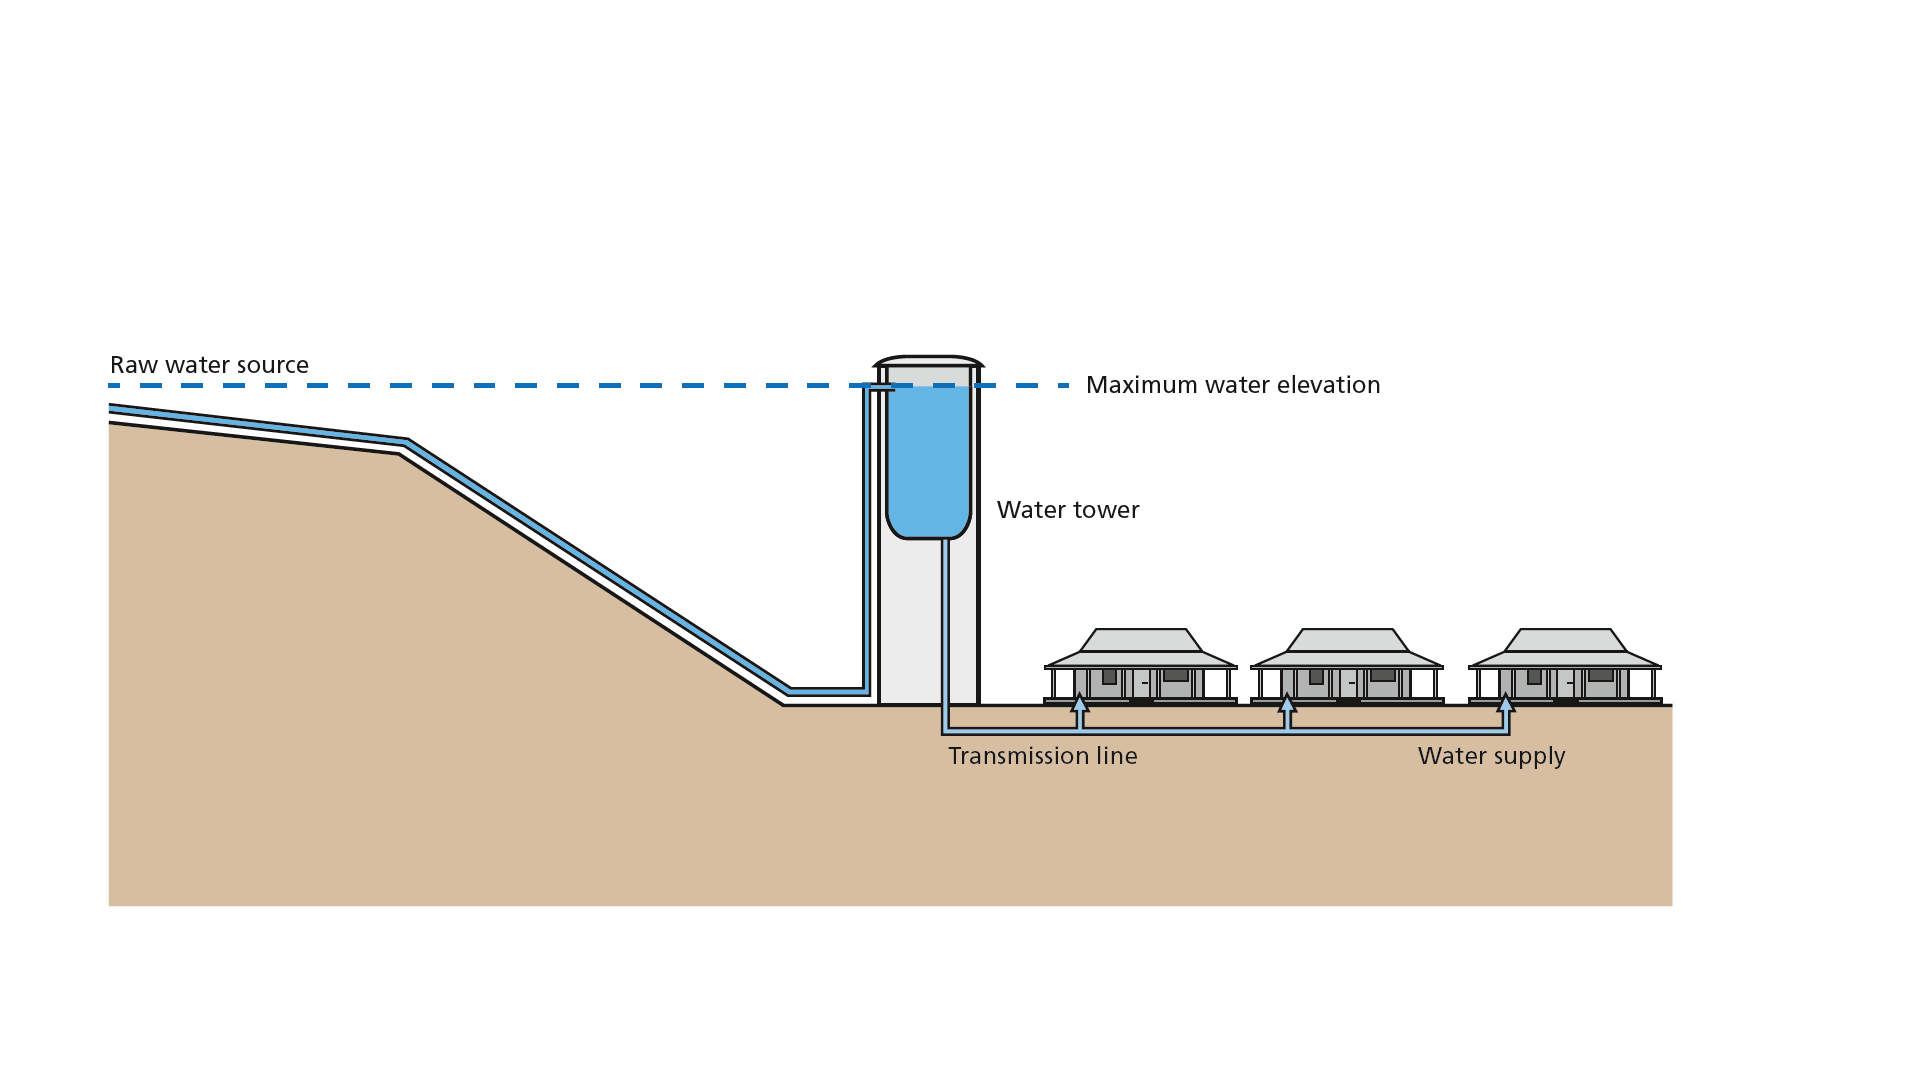 Raw water source
Maximum water elevation
Water tower
Transmission line
Water supply